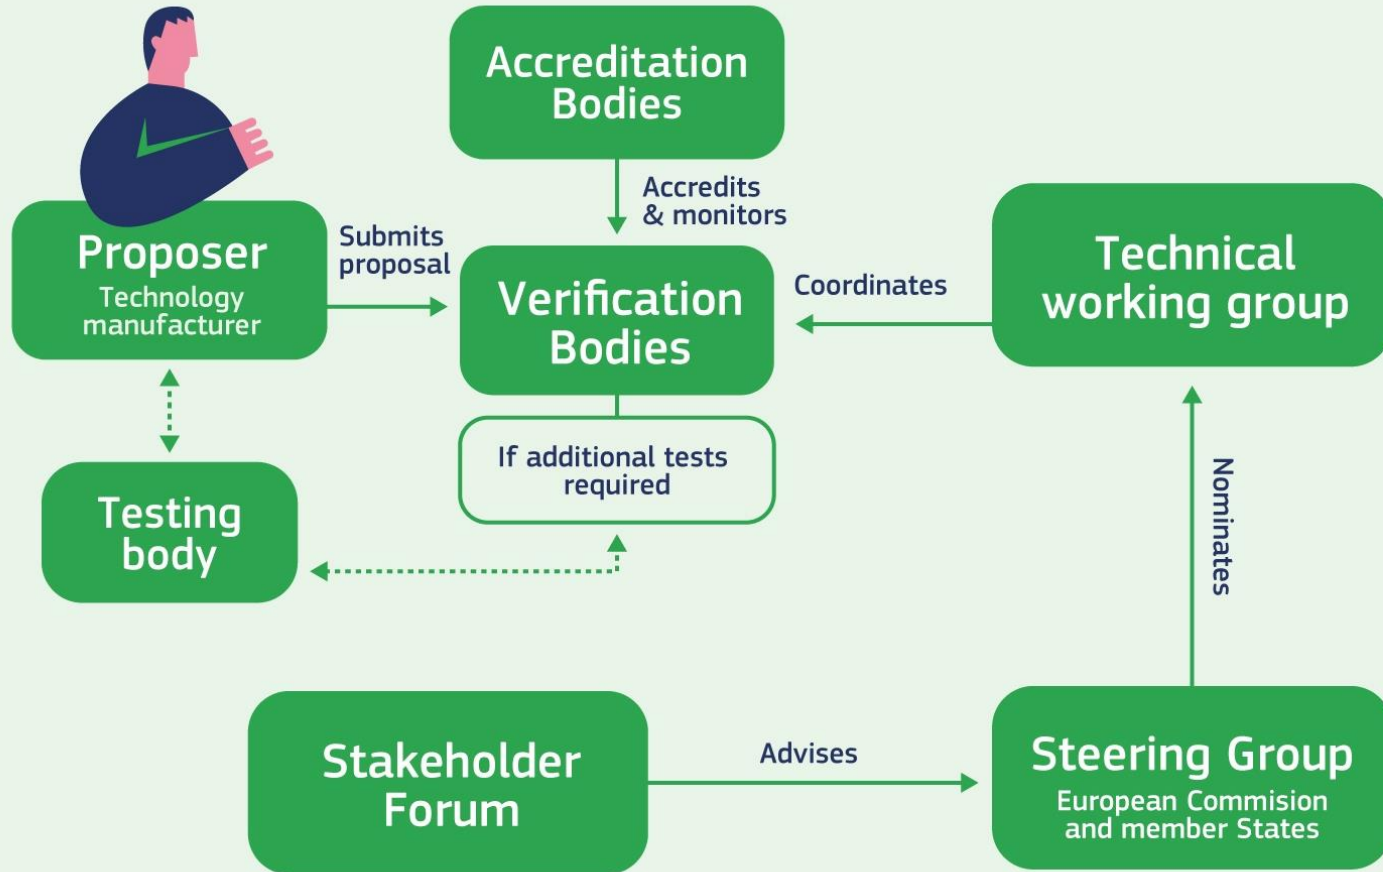 Accreditation
Bodies
Accredits
& monitors
Proposer
Technology
manufacturer
Submits
proposal
Verification
Bodies
Coordinates
Technical
working group
If additional tests
required
Testing
body
Nominates
Stakeholder
Forum
Advises
Steering Group
European Commision
and member States